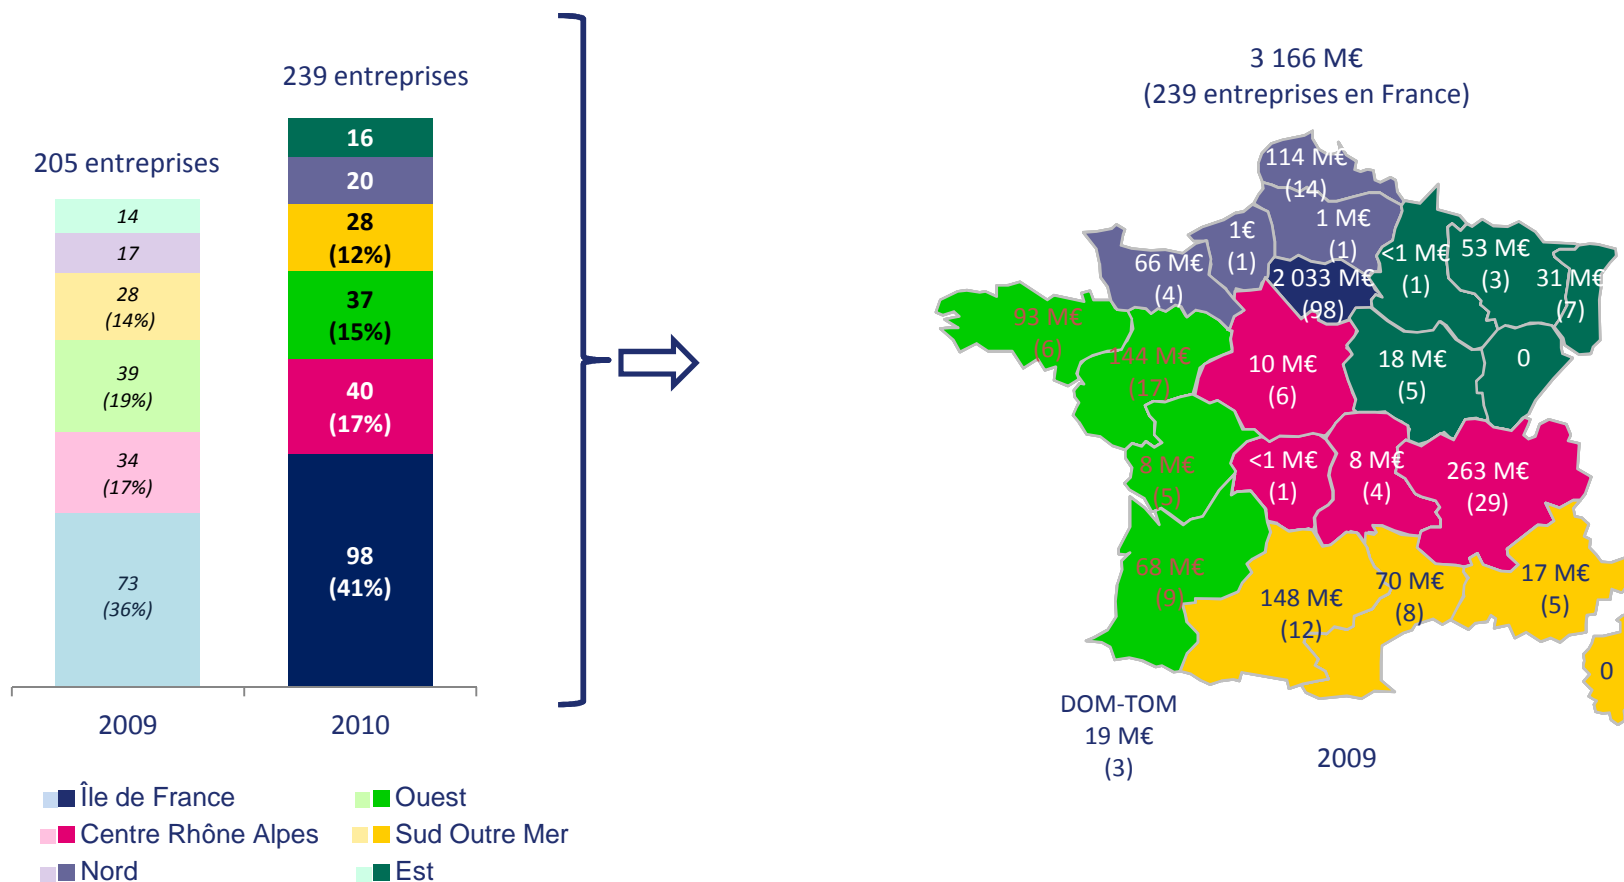 239 entreprises
205 entreprises
14
17
28
(14%)
39
(19%)
34
(17%)
73
(36%)
16
20
28
(12%)
37
(15%)
40
(17%)
98
(41%)
2009
2010
Île de France
Ouest
Centre Rhône Alpes
Sud Outre Mer
Nord
Est
3 166 M€
(239 entreprises en France)
114 M€
(14)
1 M€
(1)
1€
(1)
66 M€
(4)
2 033 M€
(98)
<1 M€
(1)
53 M€
(3)
31 M€
(7)
93 M€
(6)
144 M€
(17)
10 M€
(6)
18 M€
(5)
0
8 M€
(5)
<1 M€
(1)
8 M€
(4)
263 M€
(29)
68 M€
(9)
148 M€
(12)
70 M€
(8)
17 M€
(5)
0
DOM-TOM
19 M€
(3)
2009